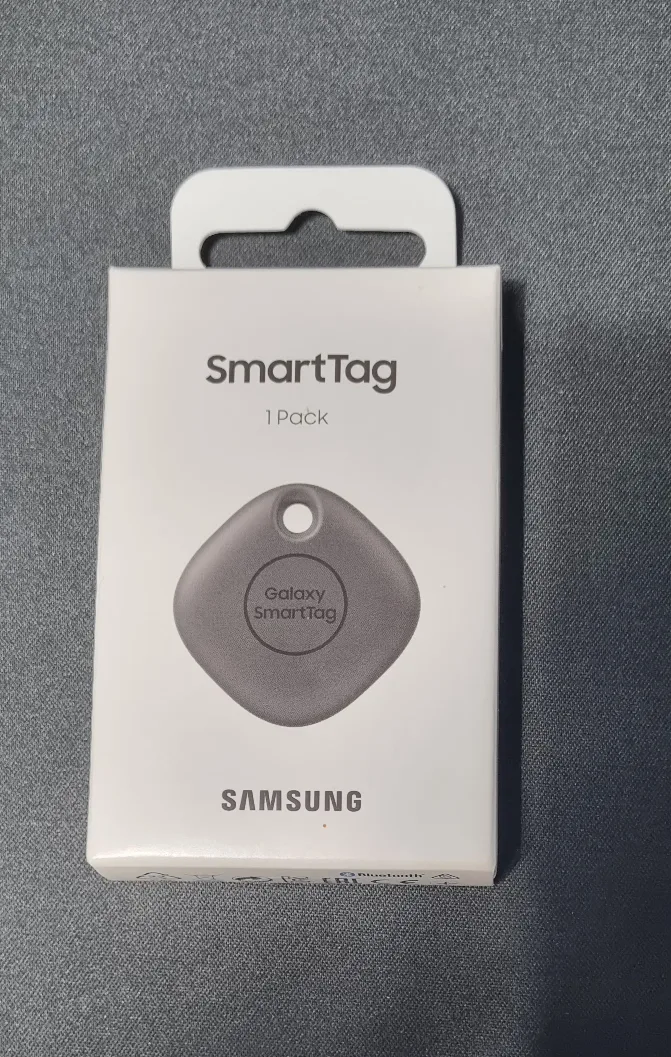 SmartTag
1 Pack
Galaxy
SmartTag
SAMSUNG
Bluetooth